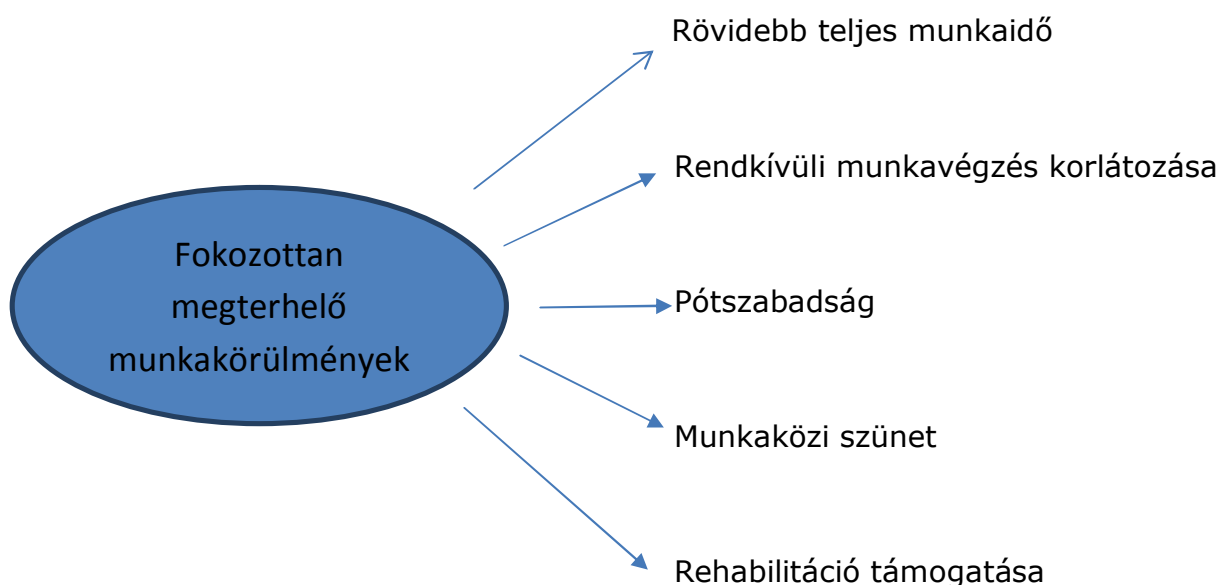 Rövidebb teljes munkaidő
Rendkívüli munkavégzés korlátozása
Fokozottan
megterhelő
munkakörülmények
Pótszabadság
Munkaközi szünet
Rehabilitáció támogatása